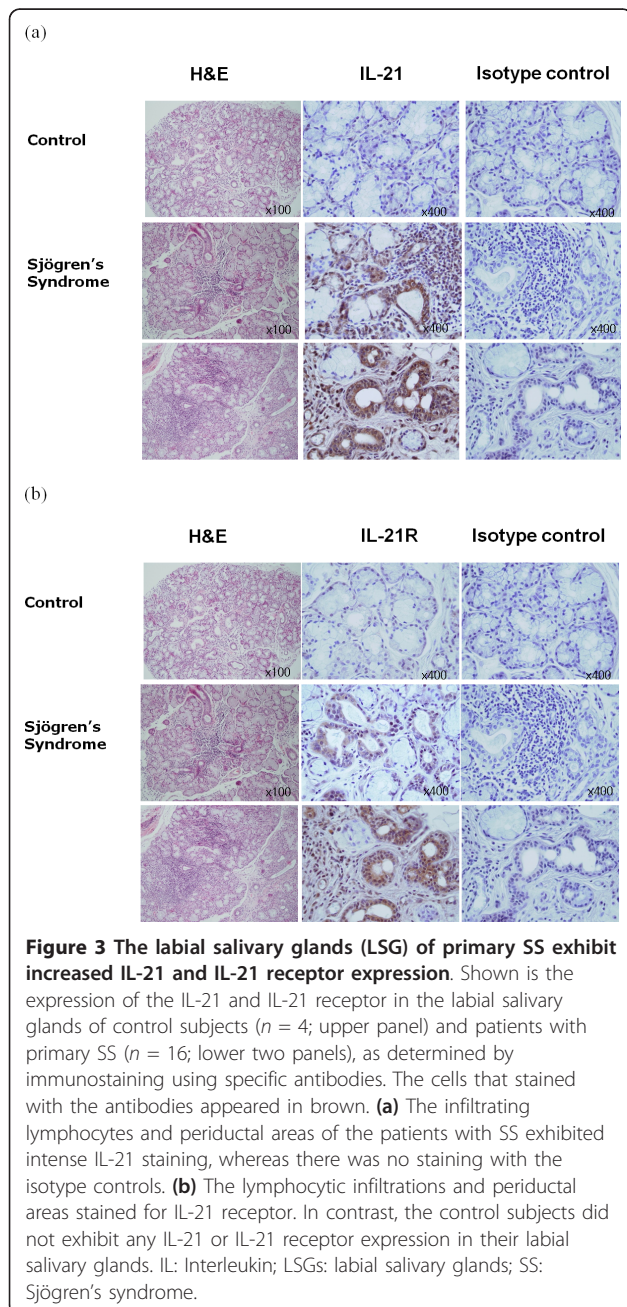 (a)
H&E IL-21 Isotype control
Control
x100 x400 x400
Sjögren's
Syndrome
x100 x400 x400
(b)
H&E IL-21R Isotype control
Control
x100 x400 x400
Sjögren's
Syndrome
x100 x400 x400
Figure 3 The labial salivary glands (LSG) of primary SS exhibit
increased IL-21 and IL-21 receptor expression. Shown is the
expression of the IL-21 and IL-21 receptor in the labial salivary
glands of control subjects (n = 4; upper panel) and patients with
primary SS (n = 16; lower two panels), as determined by
immunostaining using specific antibodies. The cells that stained
with the antibodies appeared in brown. (a) The infiltrating
lymphocytes and periductal areas of the patients with SS exhibited
intense IL-21 staining, whereas there was no staining with the
isotype controls. (b) The lymphocytic infiltrations and periductal
areas stained for IL-21 receptor. In contrast, the control subjects did
not exhibit any IL-21 or IL-21 receptor expression in their labial
salivary glands. IL: Interleukin; LSGs: labial salivary glands; SS:
Sjögren's syndrome.